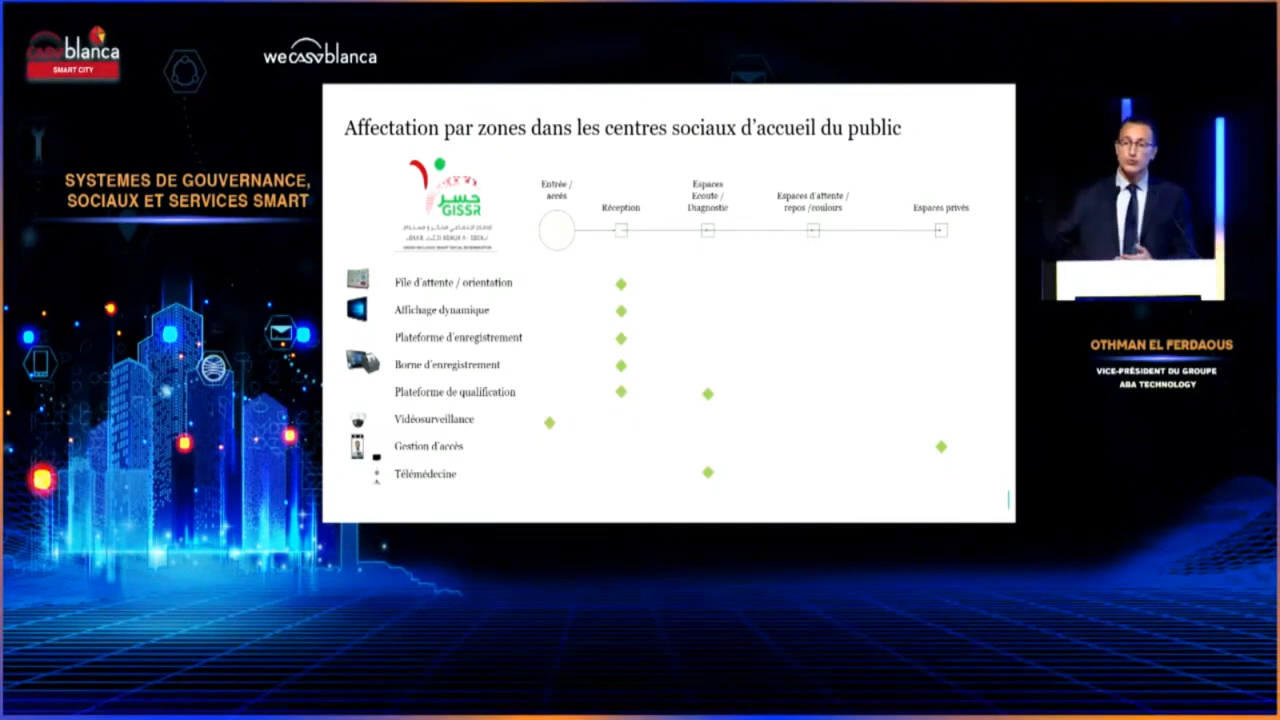 casablanca
SMART CITY
wecasablanca
SYSTEMES DE GOUVERNANCE,
SOCIAUX ET SERVICES SMART
Affectation par zones dans les centres sociaux d'accueil du public
جسر
GISSR
Entrée /
accés
Réception
Espaces
Ecoute /
Diagnostic
Espaces d'attente /
repos /couloirs
Espaces privés
File d'attente / orientation
Affichage dynamique
Plateforme d'enregistrement
Borne d'enregistrement
Plateforme de qualification
Vidéosurveillance
Gestion d'accès
Télémédecine
OTHMAN EL FERDAOUS
VICE-PRÉSIDENT DU GROUPE
ABA TECHNOLOGY